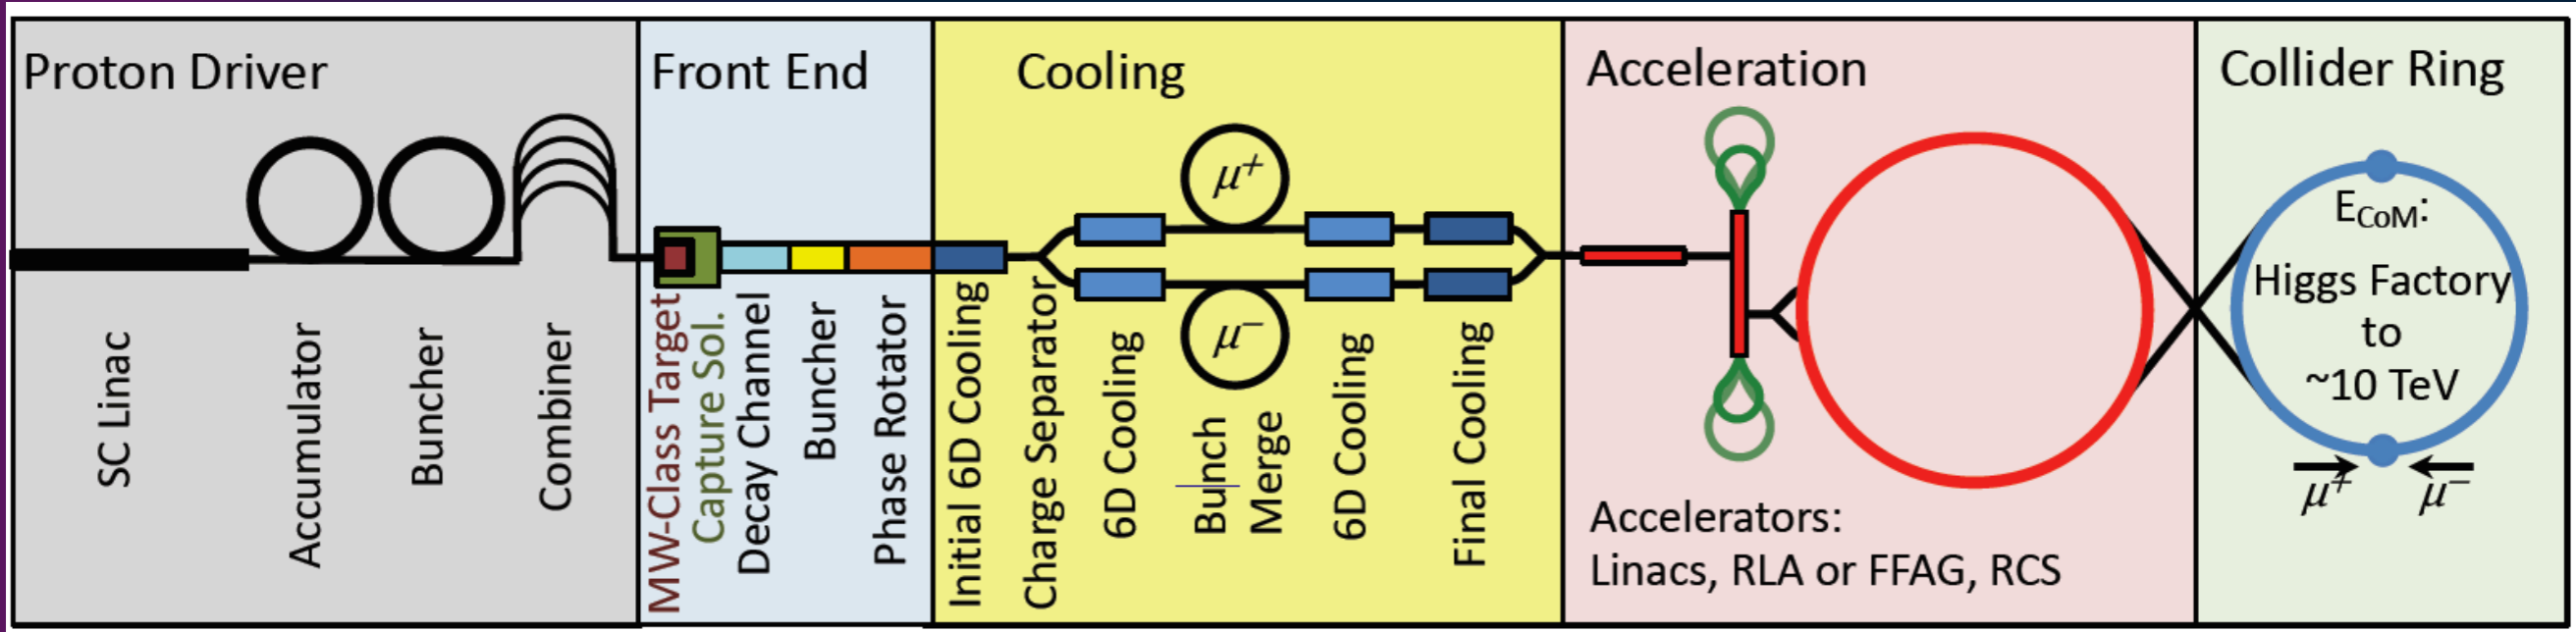 Proton Driver
SC Linac
Accumulator
Buncher
Combiner
Front End
MW-Class Target
Capture Sol.
Decay Channel
Buncher
Phase Rotator
Cooling
Initial 6D Cooling
Charge Separator
6D Cooling
μ+
μ−
Bunch
Merge
6D Cooling
Final Cooling
Acceleration
Accelerators:
Linacs, RLA or FFAG, RCS
Collider Ring
ECoM:
Higgs Factory
to
~10 TeV
μ+ μ−